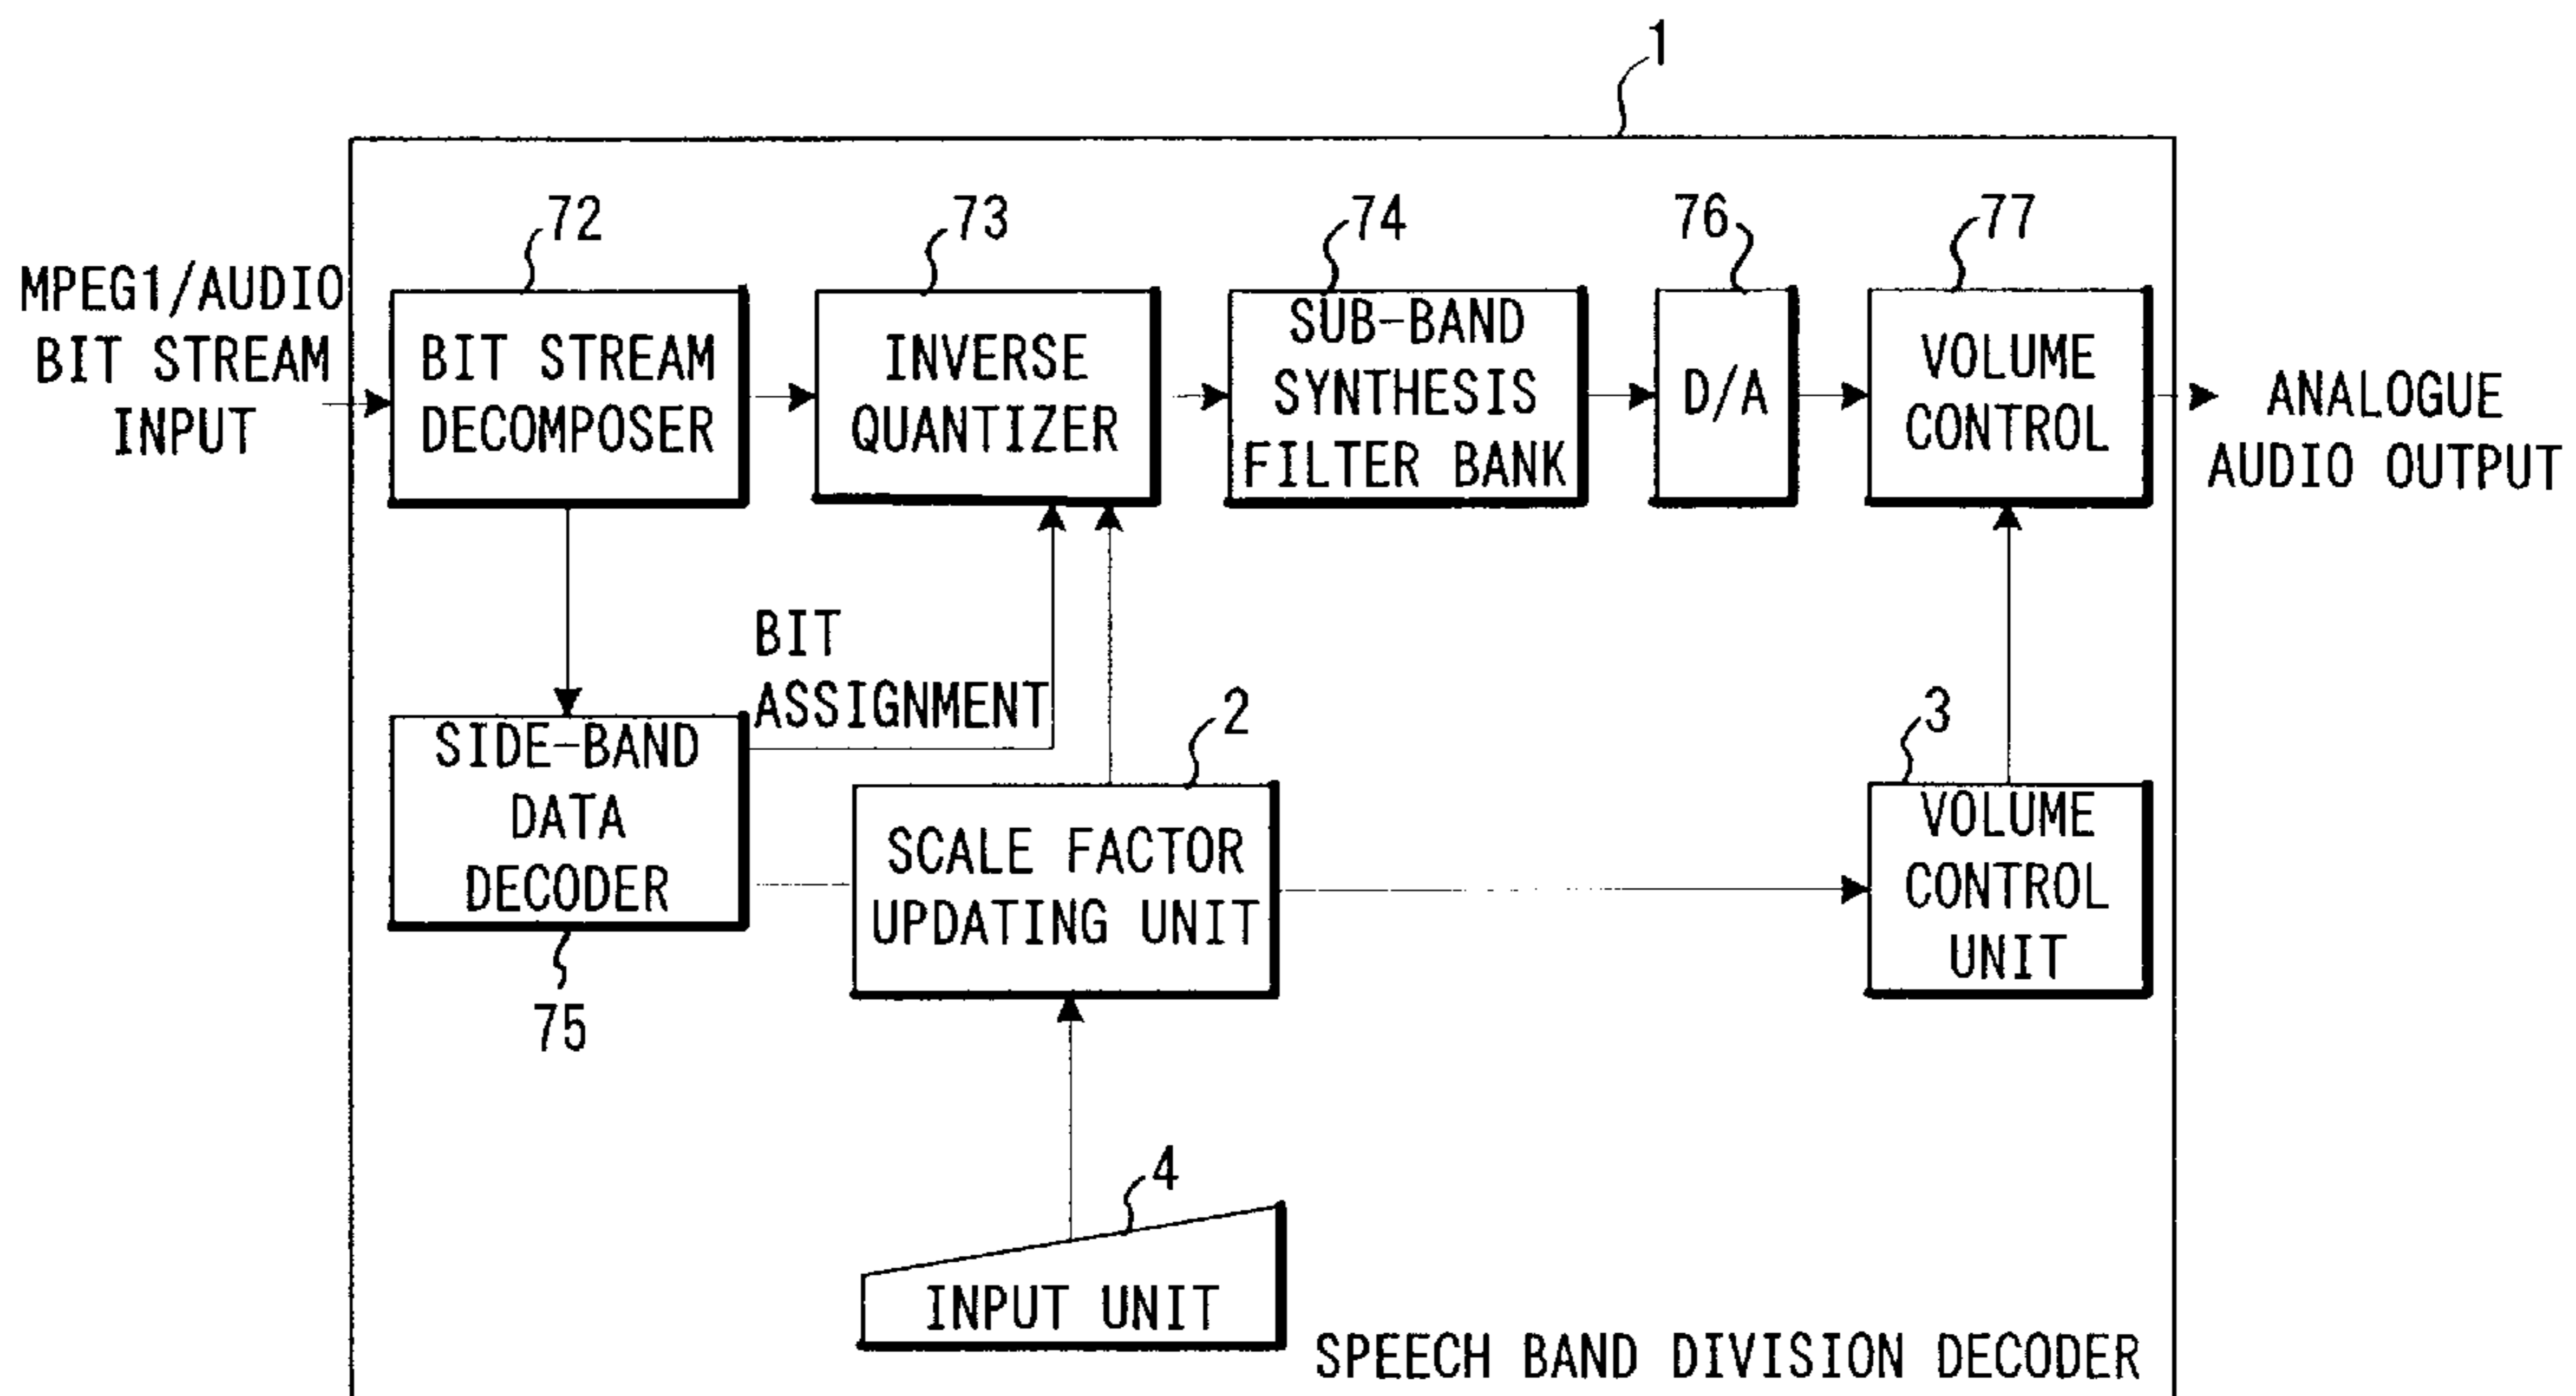 1
72
73
74
76
77
MPEG1/AUDIO
BIT STREAM
INPUT
BIT STREAM
DECOMPOSER
INVERSE
QUANTIZER
SUB-BAND
SYNTHESIS
FILTER BANK
D/A
VOLUME
CONTROL
ANALOGUE
AUDIO OUTPUT
BIT
ASSIGNMENT
SIDE-BAND
DATA
DECODER
75
2
SCALE FACTOR
UPDATING UNIT
3
VOLUME
CONTROL
UNIT
4
INPUT UNIT
SPEECH BAND DIVISION DECODER